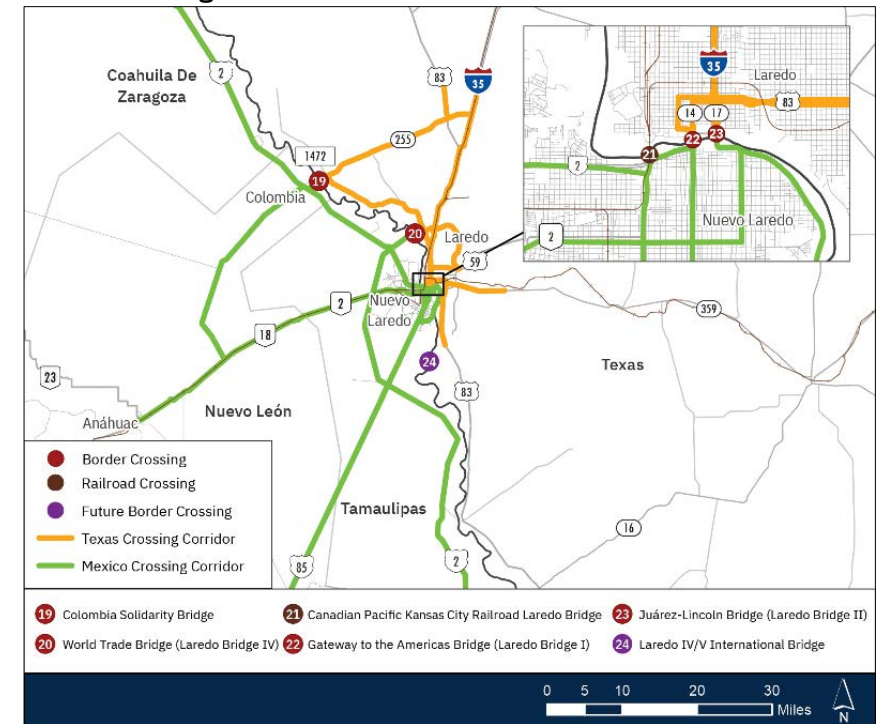 Coahuila De
Zaragoza
2
83
35
255
1472
19
Colombia
20
Laredo
59
35
Laredo
83
14
17
22
23
21
2
Nuevo Laredo
2
2
Nuevo
Laredo
18
359
24
Texas
83
23
Nuevo León
Anáhuac
Tamaulipas
16
85
2
Border Crossing
Railroad Crossing
Future Border Crossing
Texas Crossing Corridor
Mexico Crossing Corridor
19 Colombia Solidarity Bridge
21 Canadian Pacific Kansas City Railroad Laredo Bridge
23 Juárez-Lincoln Bridge (Laredo Bridge II)
20 World Trade Bridge (Laredo Bridge IV)
22 Gateway to the Americas Bridge (Laredo Bridge I)
24 Laredo IV/V International Bridge
0 5 10 20 30
Miles
N